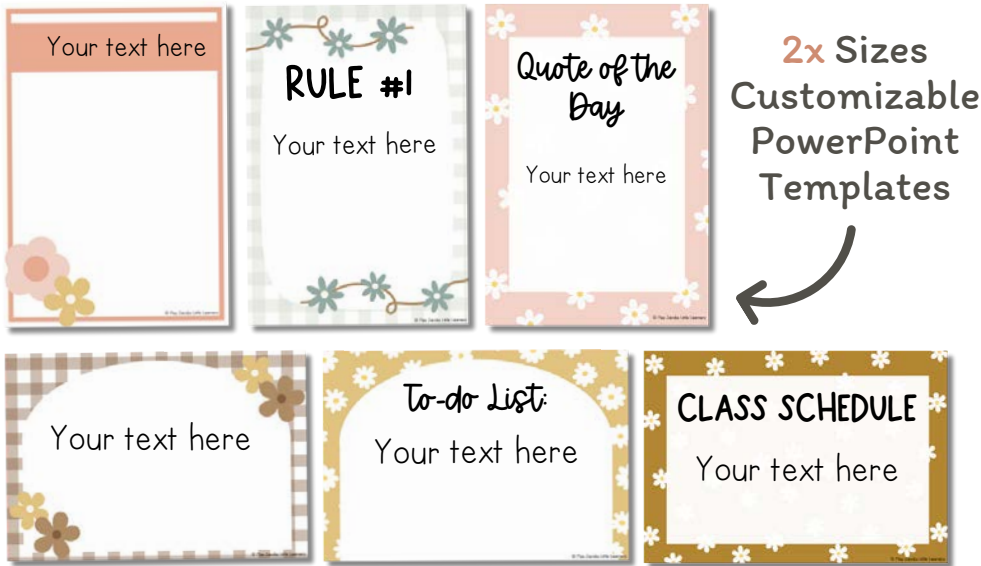 Your text here
RULE #1
Your text here
Quote of the
Day
Your text here
2x Sizes
Customizable
PowerPoint
Templates
Your text here
To-do List:
Your text here
CLASS SCHEDULE
Your text here